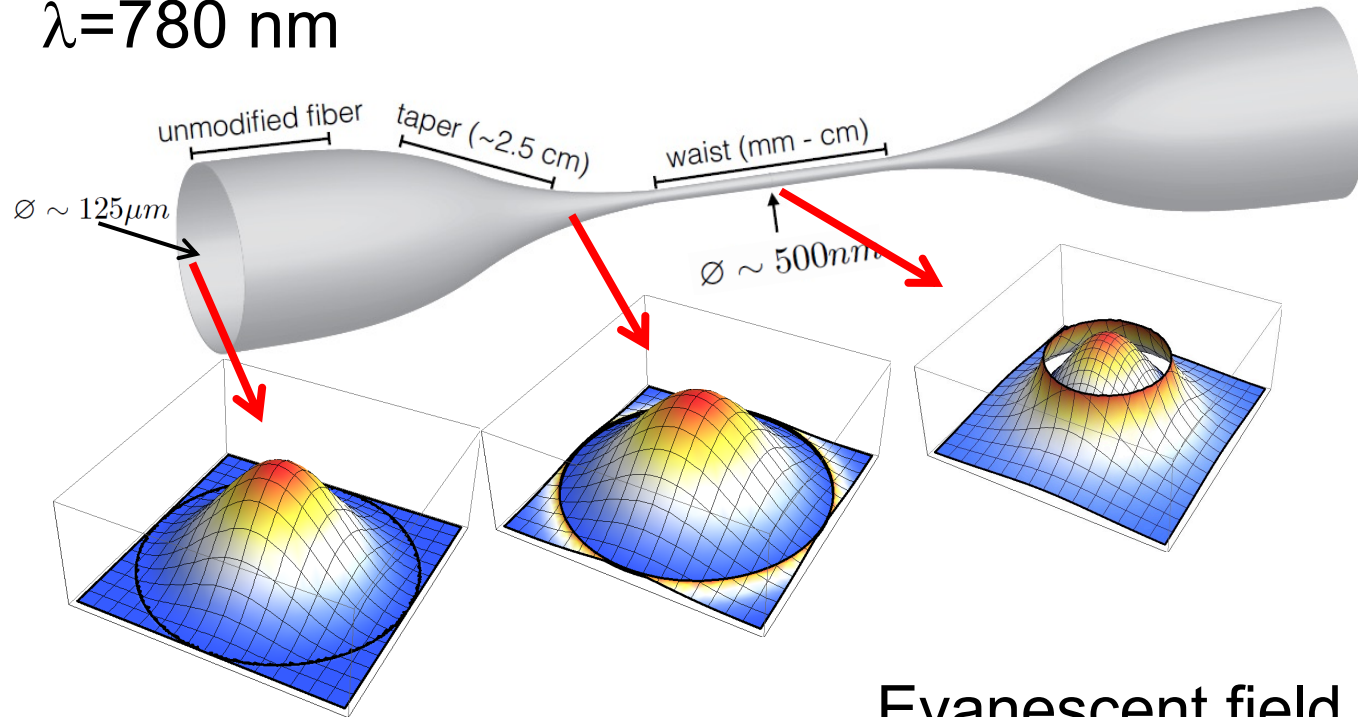 λ=780 nm
unmodified fiber
taper (~2.5 cm)
waist (mm - cm)
∅ ∼ 125μm
∅ ∼ 500nm
Evanescent field